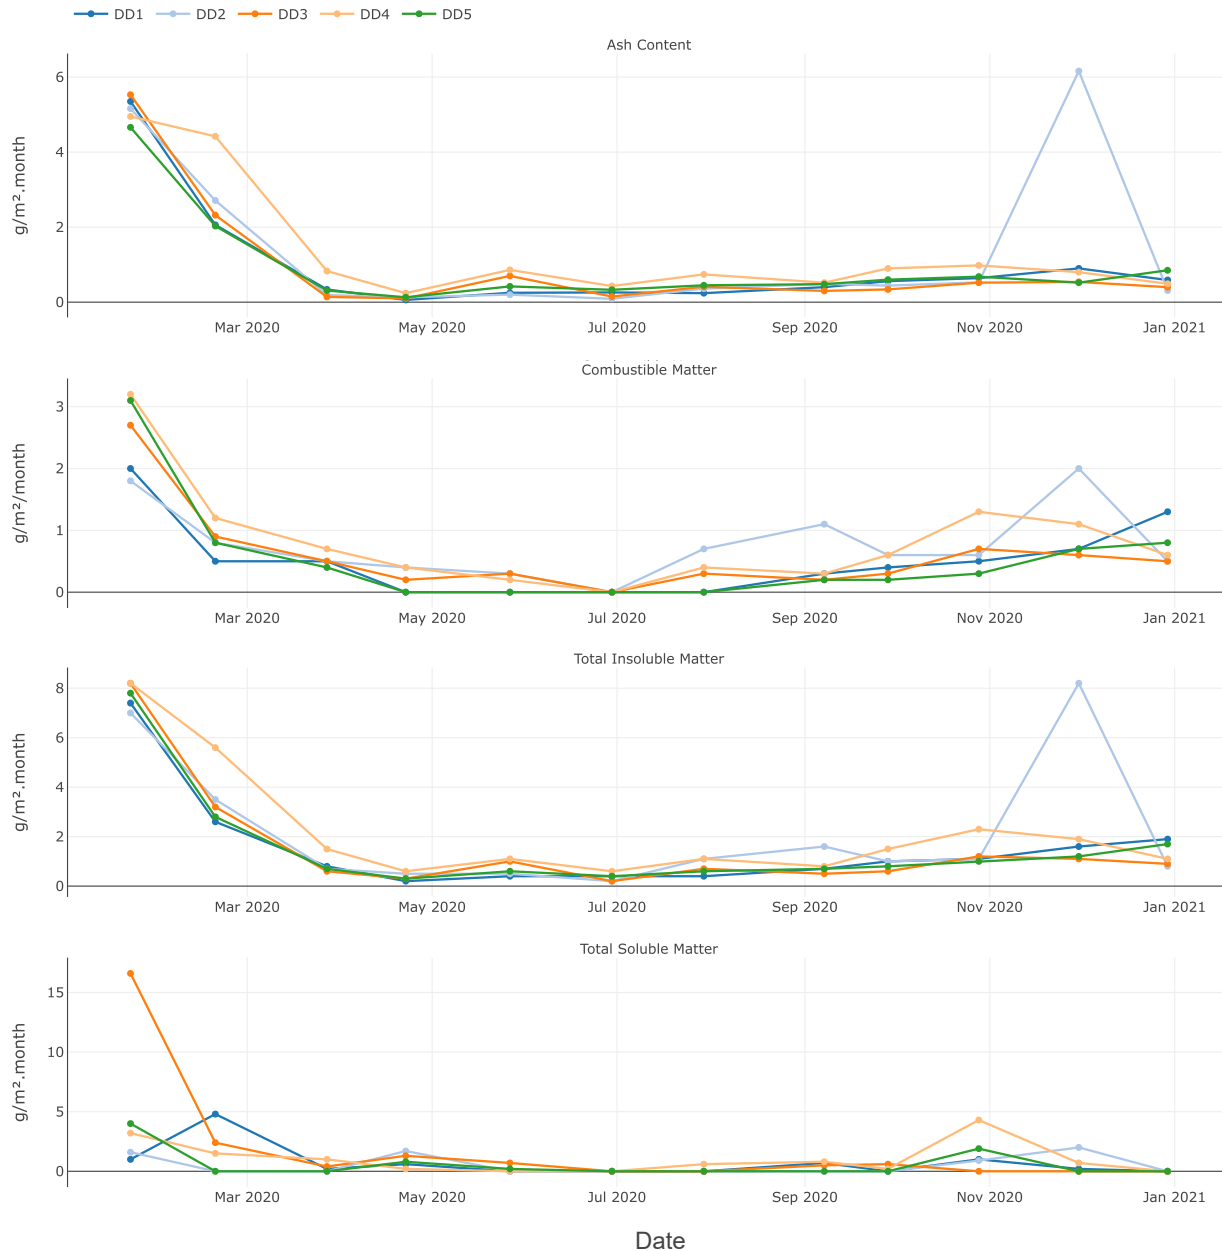 DD1 DD2 DD3 DD4 DD5
Ash Content
g/m².month
6
4
2
0
Mar 2020 May 2020 Jul 2020 Sep 2020 Nov 2020 Jan 2021
Combustible Matter
g/m²/month
3
2
1
0
Mar 2020 May 2020 Jul 2020 Sep 2020 Nov 2020 Jan 2021
Total Insoluble Matter
g/m².month
8
6
4
2
0
Mar 2020 May 2020 Jul 2020 Sep 2020 Nov 2020 Jan 2021
Total Soluble Matter
g/m².month
15
10
5
0
Mar 2020 May 2020 Jul 2020 Sep 2020 Nov 2020 Jan 2021
Date